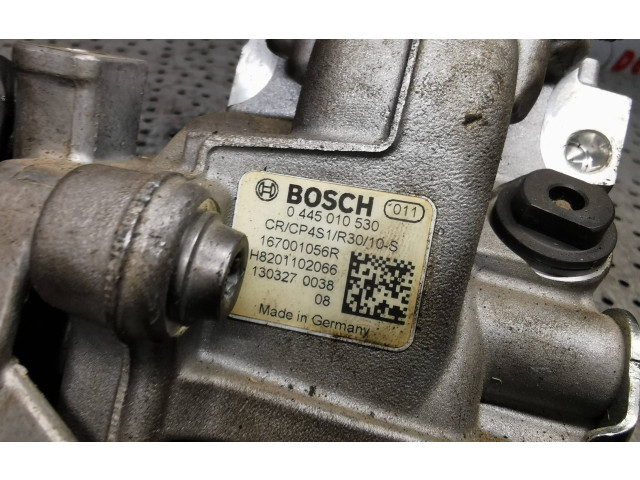 BOSCH 011
0 445 010 530
CR/CP4S1/R30/10-S
167001056R
H8201102066
130327 0038
08
Made in Germany